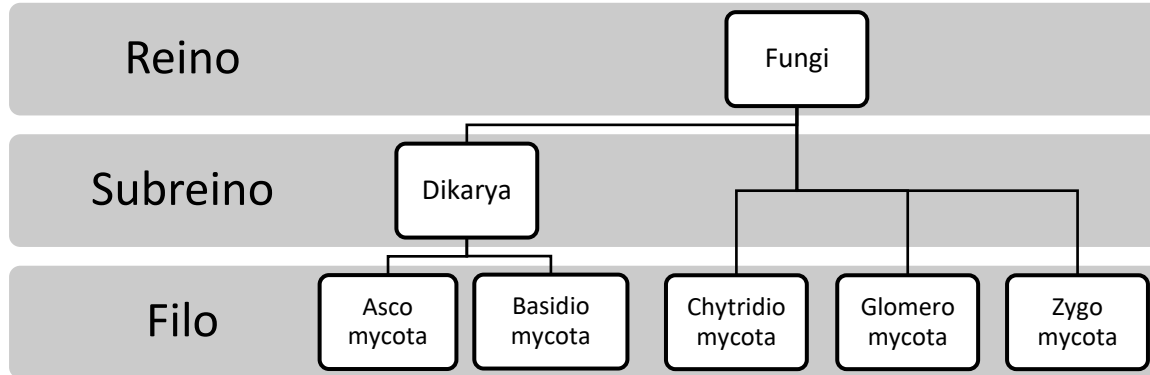 Reino
Fungi
Subreino
Dikarya
Filo
Asco
mycota
Basidio
mycota
Chytridio
mycota
Glomero
mycota
Zygo
mycota